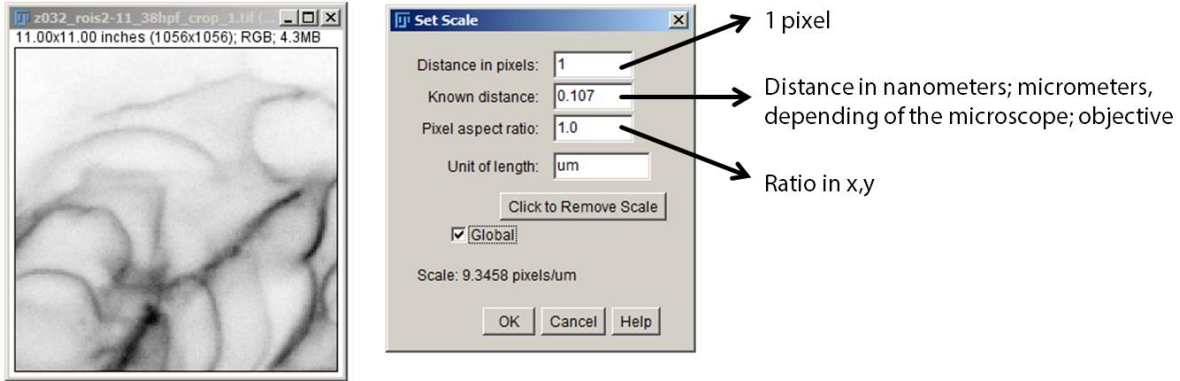 z032_rois2-11_38hpf_crop_1.tif (...
11.00x11.00 inches (1056x1056); RGB; 4.3MB
Set Scale
Distance in pixels: 1
Known distance: 0.107
Pixel aspect ratio: 1.0
Unit of length: um
Click to Remove Scale
Global
Scale: 9.3458 pixels/um
OK Cancel Help
1 pixel
Distance in nanometers; micrometers,
depending of the microscope; objective
Ratio in x,y